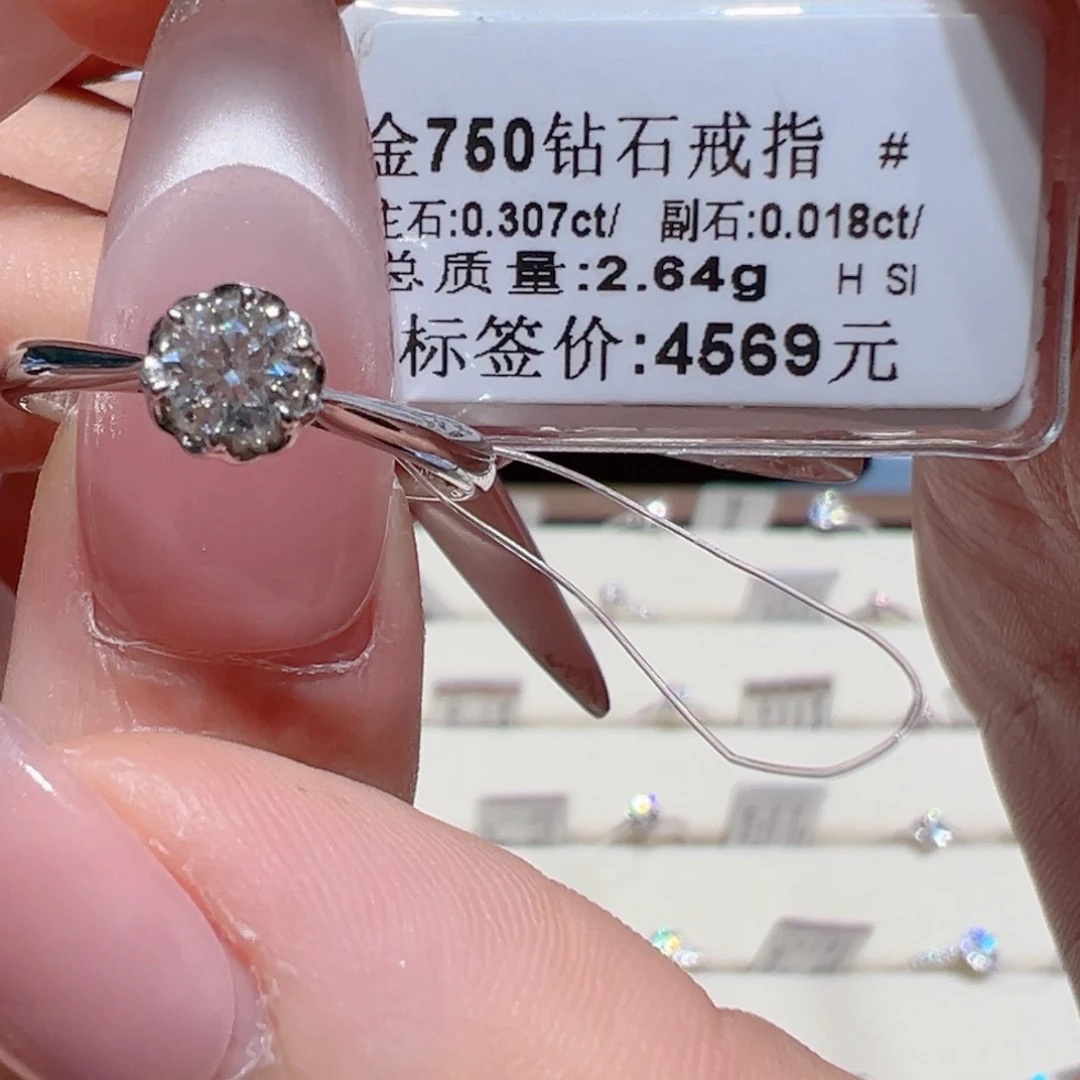 金750钻石戒指 #
主石:0.307ct/ 副石:0.018ct/
总质量:2.64g H SI
标签价:4569元